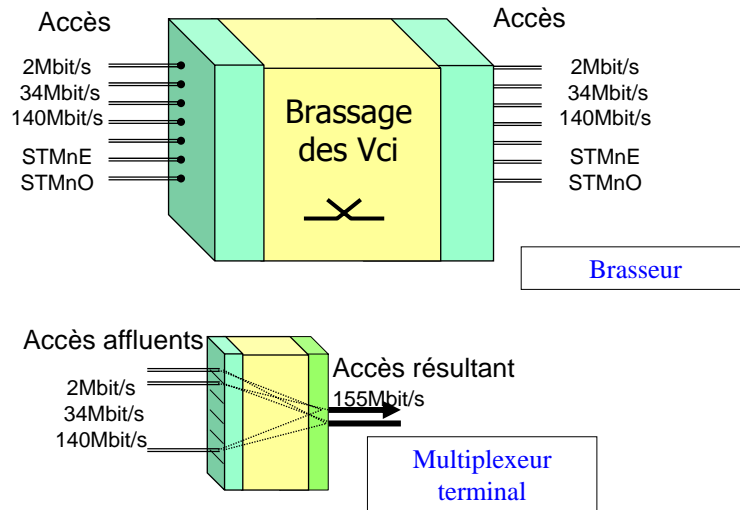 Accès
Accès
2Mbit/s
34Mbit/s
140Mbit/s
STMnE
STMnO
Brassage
des Vci
2Mbit/s
34Mbit/s
140Mbit/s
STMnE
STMnO
Brasseur
Accès affluents
2Mbit/s
34Mbit/s
140Mbit/s
Accès résultant
155Mbit/s
Multiplexeur
terminal